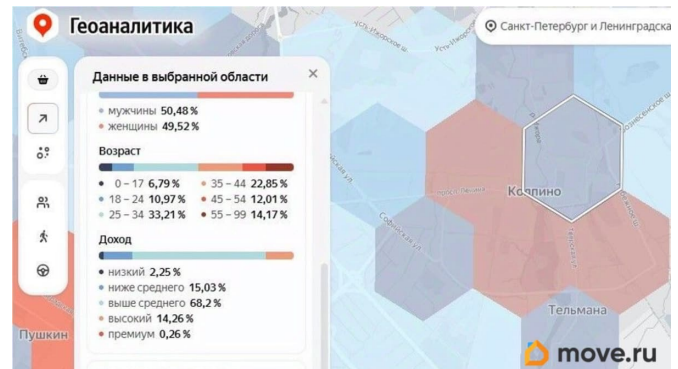 Геоаналитика
Санкт-Петербург и Ленинградска
Данные в выбранной области
мужчины 50,48 %
женщины 49,52 %
Возраст
0 – 17 6,79 %
35 – 44 22,85 %
18 – 24 10,97 %
45 – 54 12,01 %
25 – 34 33,21 %
55 – 99 14,17 %
Доход
низкий 2,25 %
ниже среднего 15,03 %
выше среднего 68,2 %
высокий 14,26 %
премиум 0,26 %
Колпино
Софийская ул.
Тельмана
Пушкин
move.ru